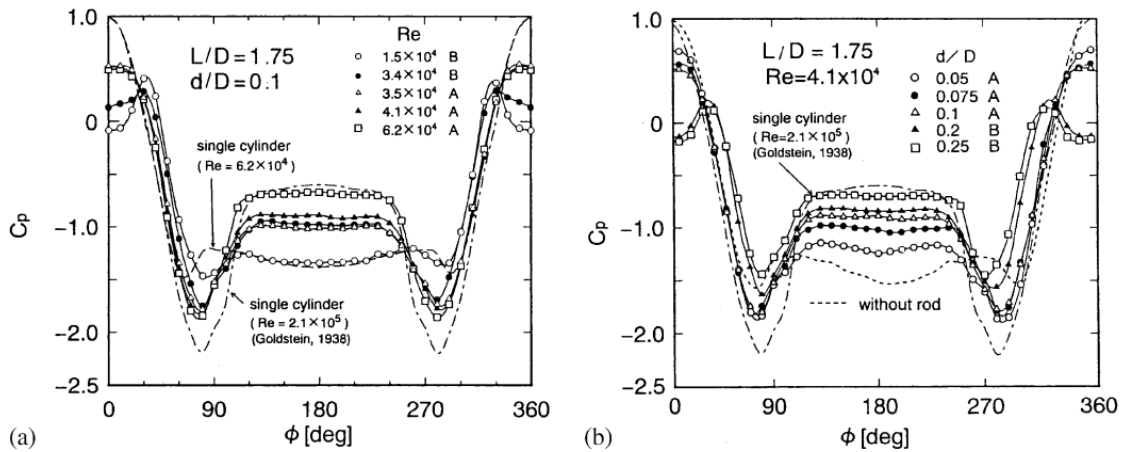 1.0
L/D=1.75
d/D=0.1
Re
1.5×10⁴ B
3.4×10⁴ B
3.5×10⁴ A
4.1×10⁴ A
6.2×10⁴ A
0
single cylinder
(Re = 6.2×10⁴)
-1.0
Cp
single cylinder
(Re = 2.1×10⁵)
(Goldstein, 1938)
-2.0
-2.5
0 90 180 270 360
(a)
ϕ [deg]
1.0
L/D = 1.75
Re=4.1x10⁴
d/D
0.05 A
0.075 A
0.1 A
0.2 B
0.25 B
0
single cylinder
(Re=2.1×10⁵)
(Goldstein, 1938)
-1.0
Cp
without rod
-2.0
-2.5
0 90 180 270 360
(b)
ϕ [deg]